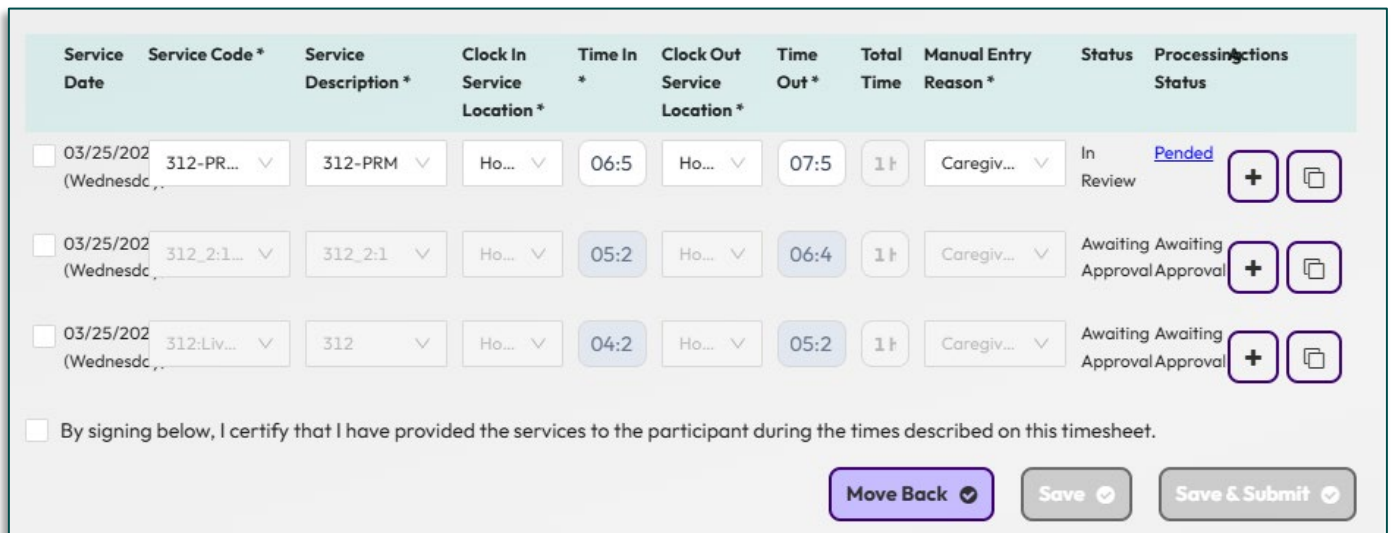 Service Date Service Code * Service Description * Clock In Service Location * Time In * Clock Out Service Location * Time Out * Total Time Manual Entry Reason * Status Processing Status Actions
03/25/202 (Wednesda 312-PR... 312-PRM Ho... 06:5 Ho... 07:5 1 Caregiv... In Review Pended
03/25/202 (Wednesda 312_2:1... 312_2:1 Ho... 05:2 Ho... 06:4 1 Caregiv... Awaiting Approval Awaiting Approval
03/25/202 (Wednesda 312:Liv... 312 Ho... 04:2 Ho... 05:2 1 Caregiv... Awaiting Approval Awaiting Approval
By signing below, I certify that I have provided the services to the participant during the times described on this timesheet.
Move Back Save Save & Submit